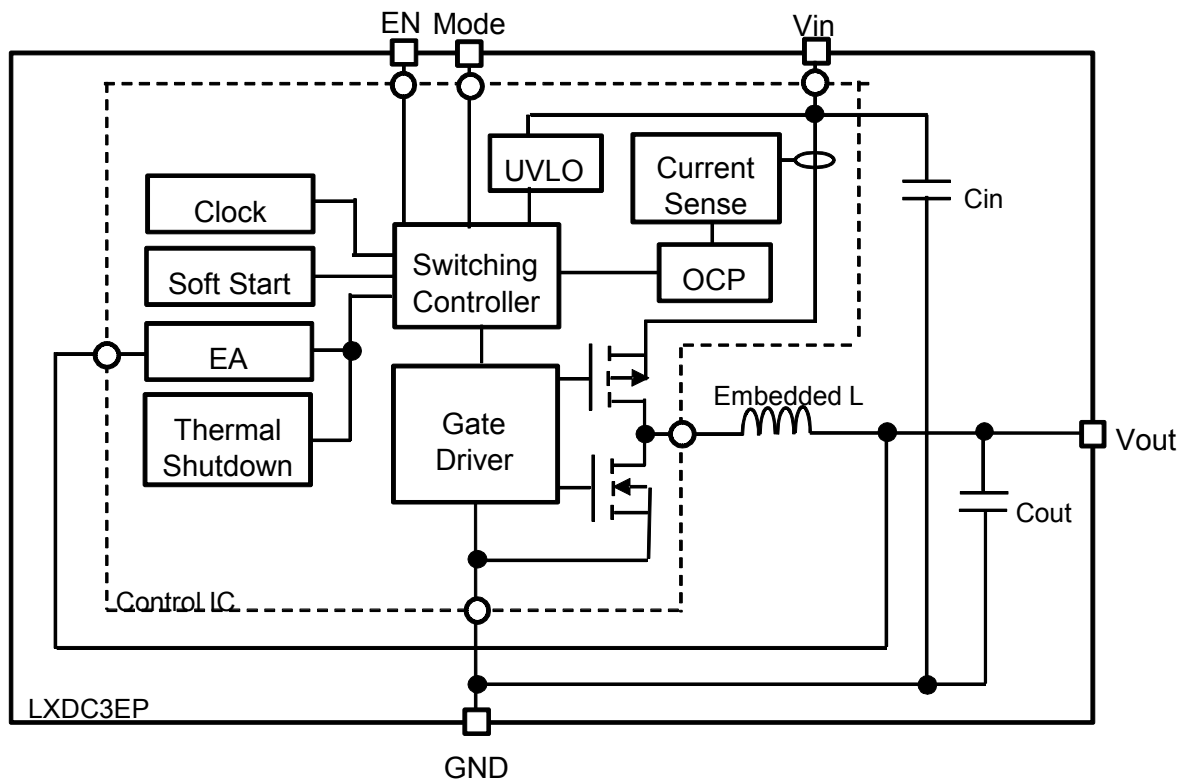 EN
Mode
Vin
UVLO
Current
Sense
Cin
Clock
Switching
Controller
Soft Start
OCP
EA
Embedded L
Thermal
Shutdown
Gate
Driver
Vout
Cout
Control IC
LXDC3EP
GND